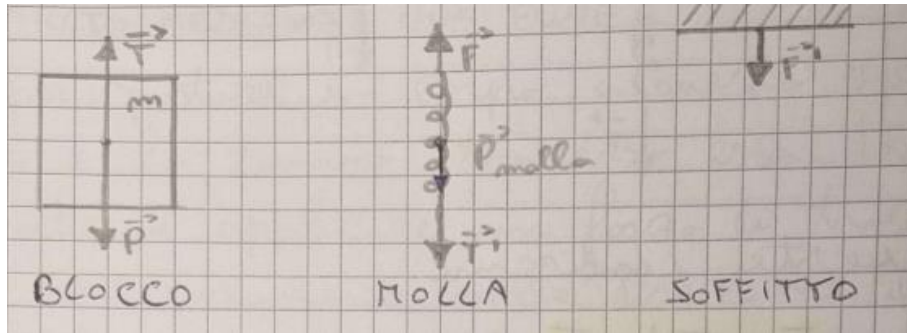 T⃗
F⃗
F⃗'
m
P⃗ molla
P⃗
T⃗'
BLOCCO MOLLA SOFFITTO